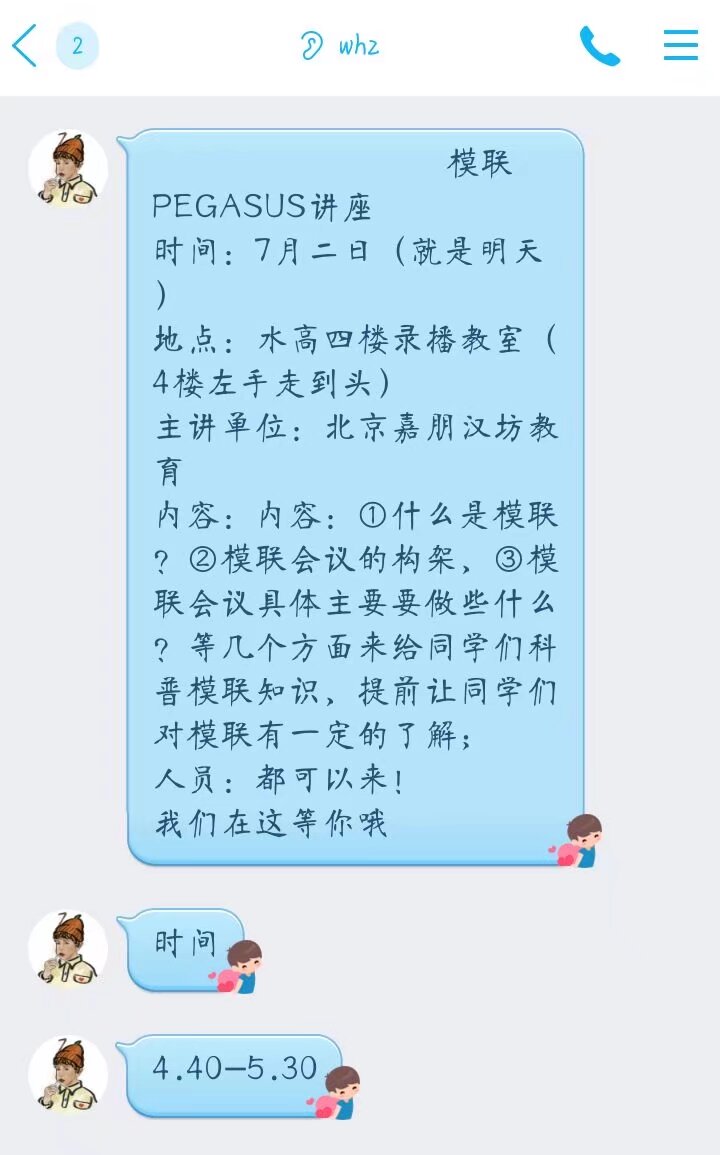 2
whz
模联
PEGASUS讲座
时间：7月二日（就是明天
）
地点：水高四楼录播教室（
4楼左手走到头）
主讲单位：北京嘉朋汉坊教
育
内容：内容：①什么是模联
？②模联会议的构架，③模
联会议具体主要要做些什么
？等几个方面来给同学们科
普模联知识，提前让同学们
对模联有一定的了解；
人员：都可以来！
我们在这等你哦
时间
4.40—5.30